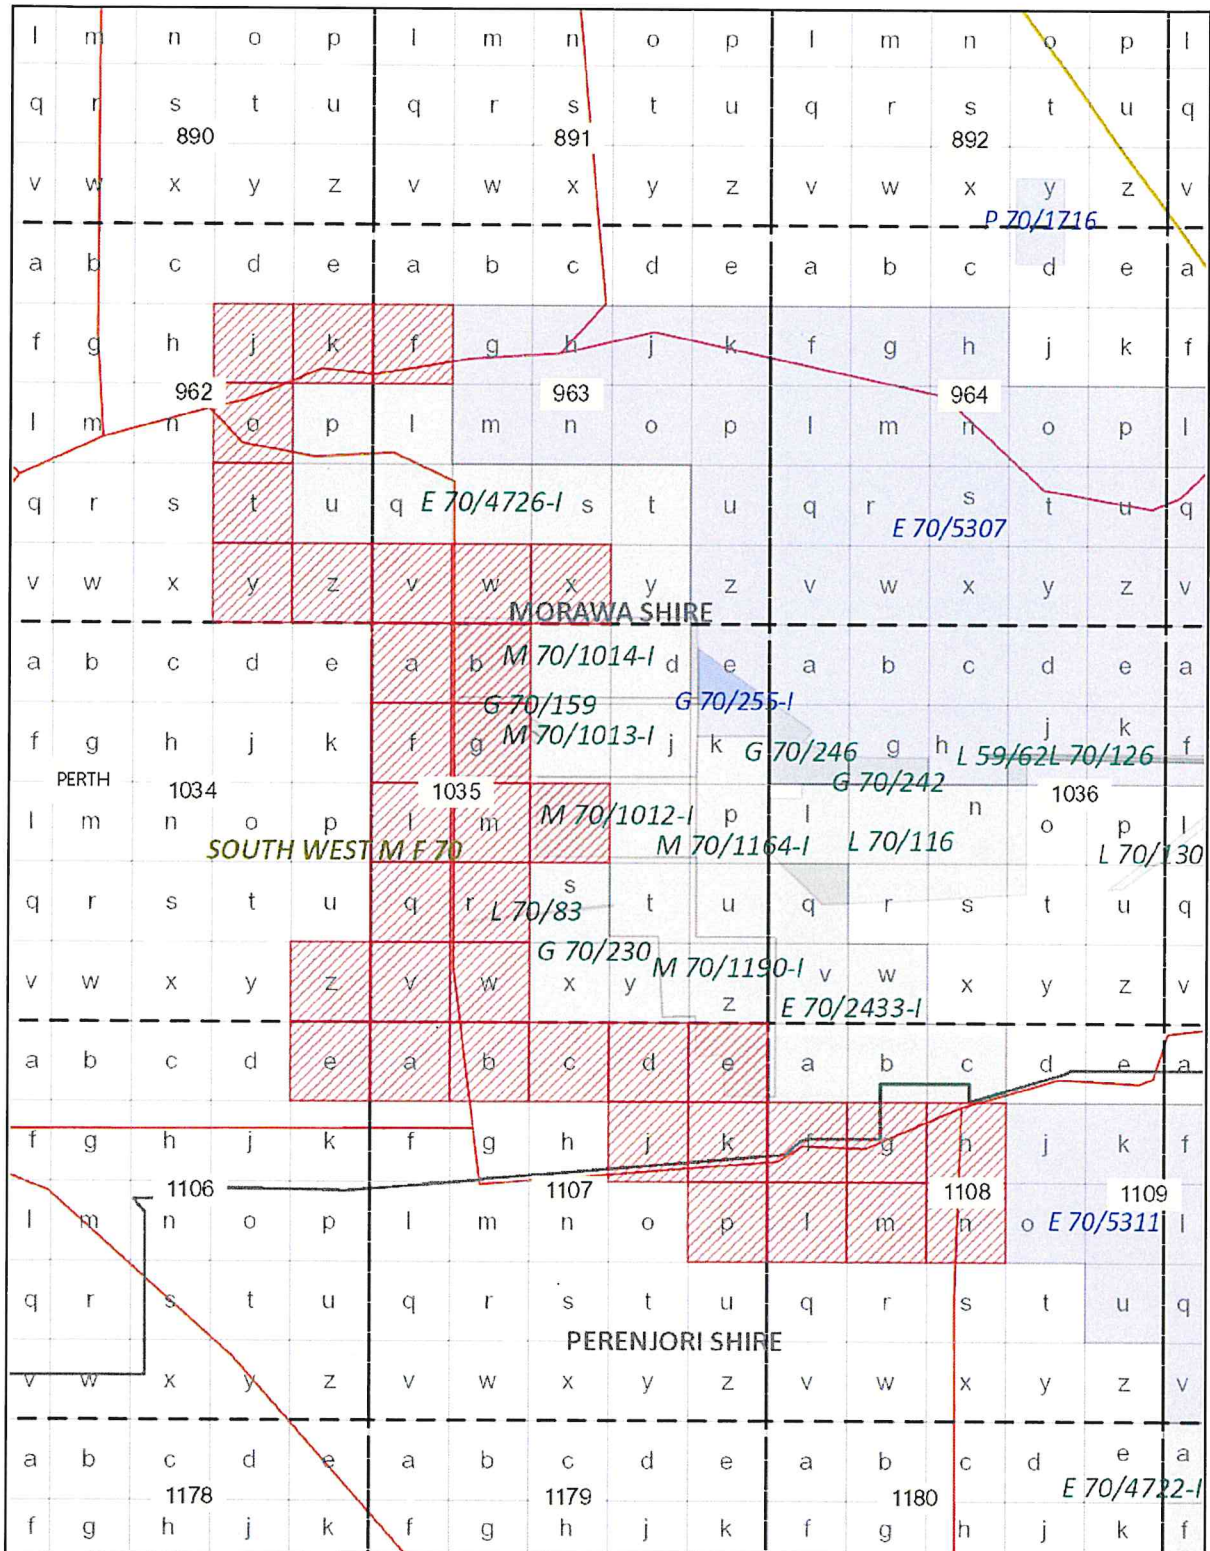 l m n o p l m n o p l m n o p l
q r s t u q r s t u q r s t u q
890 891 892
v w x y z v w x y z v w x y z v
P 70/1716
a b c d e a b c d e a b c d e a
f g h j k f g h j k f g h j k f
962 963 964
l m n o p l m n o p l m n o p l
q r s t u q E 70/4726-I s t u q r s t u q
E 70/5307
v w x y z v w x y z v w x y z v
MORAWA SHIRE
a b c d e a b M 70/1014-I d e a b c d e a
G 70/159 G 70/255-I
f g h j k f g M 70/1013-I j k G 70/246 g h L 59/62 L 70/126 j k f
PERTH 1034 1035 G 70/242 1036
l m n o p l m M 70/1012-I p l n o p l
SOUTH WEST M F 70 M 70/1164-I L 70/116 L 70/130
q r s t u q r s t u q r s t u q
L 70/83
G 70/230
v w x y z v w x y M 70/1190-I z v w x y z v
E 70/2433-I
a b c d e a b c d e a b c d e a
f g h j k f g h j k f g h j k f
1106 1107 1108 1109
l m n o p l m n o p l m n o E 70/5311 l
q r s t u q r s t u q r s t u q
PERENJORI SHIRE
v w x y z v w x y z v w x y z v
a b c d e a b c d e a b c d e a
1178 1179 1180 E 70/4722-I
f g h j k f g h j k f g h j k f